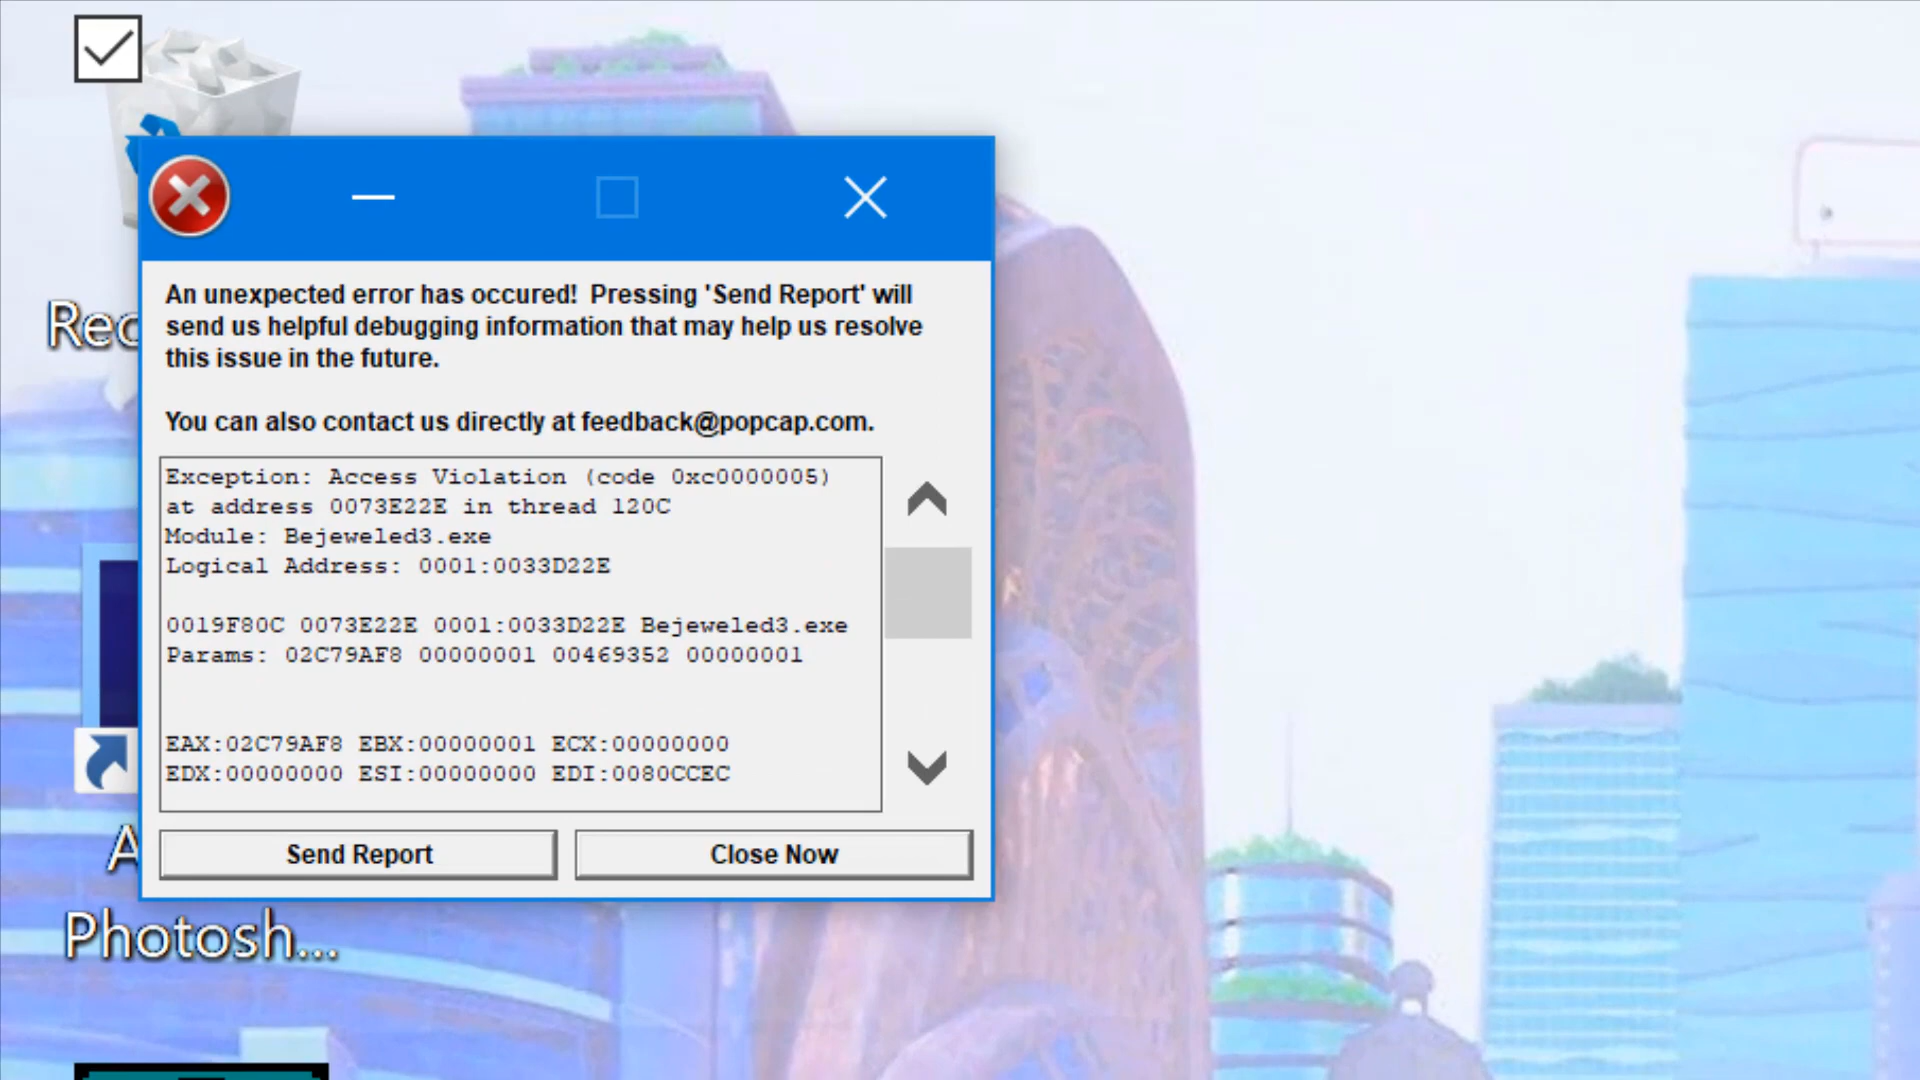 An unexpected error has occured!  Pressing 'Send Report' will
send us helpful debugging information that may help us resolve
this issue in the future.
You can also contact us directly at feedback@popcap.com.
Exception: Access Violation (code 0xc0000005)
at address 0073E22E in thread 120C
Module: Bejeweled3.exe
Logical Address: 0001:0033D22E
0019F80C 0073E22E 0001:0033D22E Bejeweled3.exe
Params: 02C79AF8 00000001 00469352 00000001
EAX:02C79AF8 EBX:00000001 ECX:00000000
EDX:00000000 ESI:00000000 EDI:0080CCEC
Send Report
Close Now
Rec
A
Photosh...